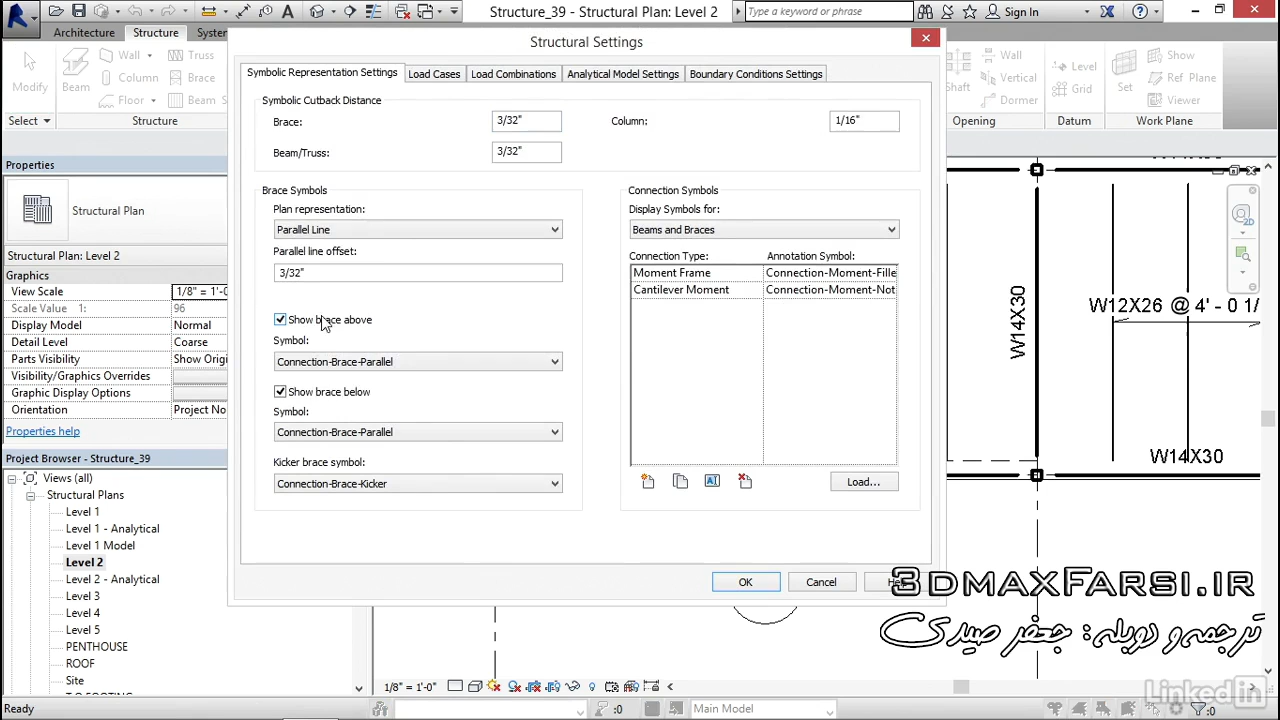 Structure_39 - Structural Plan: Level 2
Type a keyword or phrase
Sign In
Architecture
Structure
Modify
Select
Wall
Column
Floor
Beam
Truss
Brace
Beam
Structure
Shaft
Wall
Vertical
Dormer
Opening
Level
Grid
Datum
Set
Show
Ref Plane
Viewer
Work Plane
Properties
Structural Plan
Structural Plan: Level 2
Graphics
View Scale 1/8" = 1'-0
Scale Value 1: 96
Display Model Normal
Detail Level Coarse
Parts Visibility Show Origi
Visibility/Graphics Overrides
Graphic Display Options
Orientation Project No
Properties help
Project Browser - Structure_39
Views (all)
Structural Plans
Level 1
Level 1 - Analytical
Level 1 Model
Level 2
Level 2 - Analytical
Level 3
Level 4
Level 5
PENTHOUSE
ROOF
Site
T.O.FOOTING
Structural Settings
Symbolic Representation Settings
Load Cases
Load Combinations
Analytical Model Settings
Boundary Conditions Settings
Symbolic Cutback Distance
Brace: 3/32"
Column: 1/16"
Beam/Truss: 3/32"
Brace Symbols
Plan representation:
Parallel Line
Parallel line offset:
3/32"
Show brace above
Symbol:
Connection-Brace-Parallel
Show brace below
Symbol:
Connection-Brace-Parallel
Kicker brace symbol:
Connection-Brace-Kicker
Connection Symbols
Display Symbols for:
Beams and Braces
Connection Type: Annotation Symbol:
Moment Frame Connection-Moment-Fille
Cantilever Moment Connection-Moment-Not
Load...
OK
Cancel
W14X30
W12X26 @ 4' - 0 1/
W14X30
3DMAXFARSI.IR
ترجمه و دوبله: جعفر صیدی
1/8" = 1'-0"
LinkedIn
Ready
:0
Main Model
:0